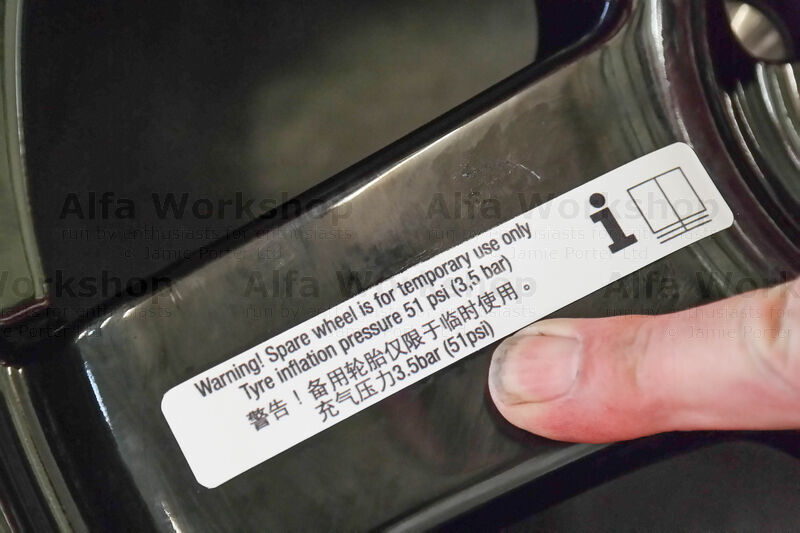 Warning! Spare wheel is for temporary use only
Tyre inflation pressure 51 psi (3,5 bar)
警告！备用轮胎仅限于临时使用。
充气压力3.5bar (51psi)
Alfa Workshop
run by enthusiasts for enthusiasts
© Jamie Porter Ltd